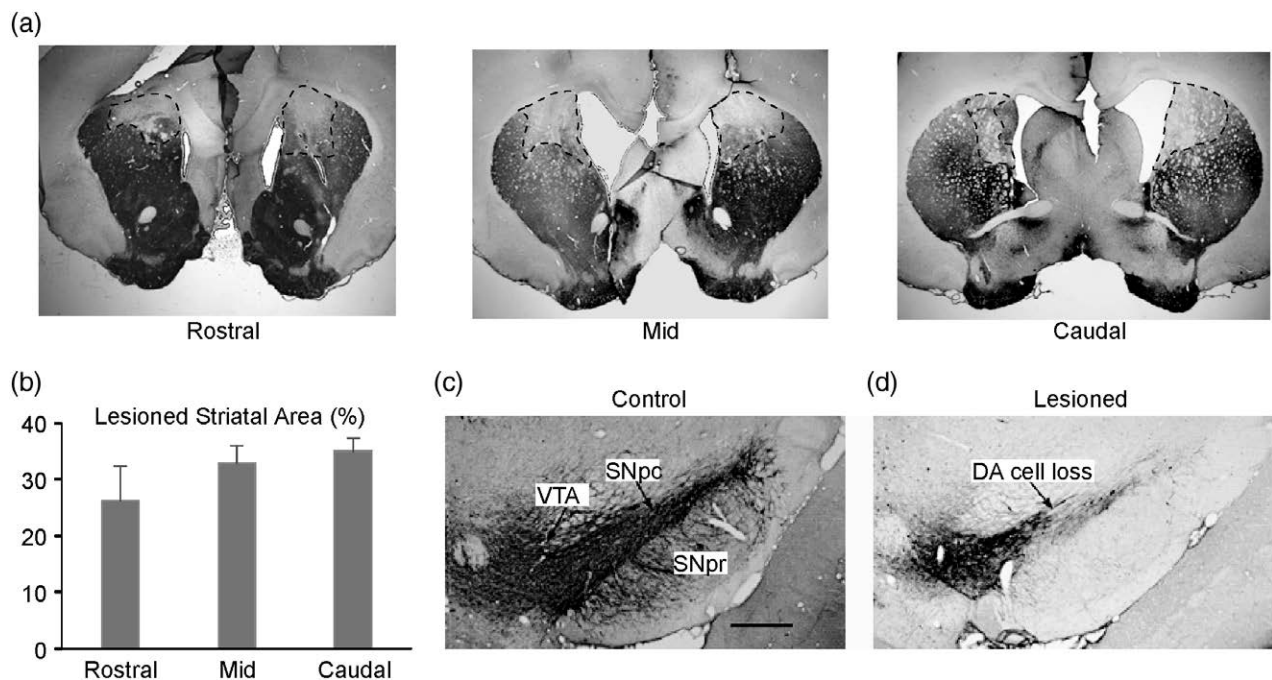 (a)
Rostral
Mid
Caudal
(b)
Lesioned Striatal Area (%)
40
30
20
10
0
Rostral
Mid
Caudal
(c)
Control
VTA
SNpc
SNpr
(d)
Lesioned
DA cell loss